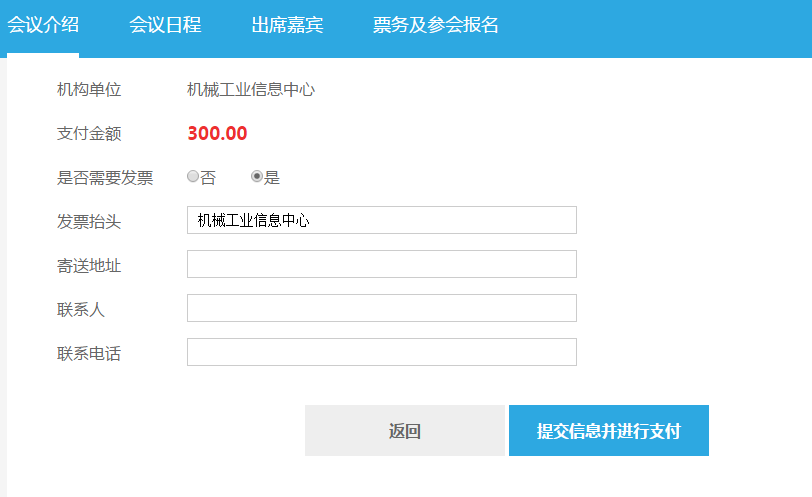 会议介绍 会议日程 出席嘉宾 票务及参会报名
机构单位 机械工业信息中心
支付金额 300.00
是否需要发票 否 是
发票抬头 机械工业信息中心
寄送地址
联系人
联系电话
返回 提交信息并进行支付